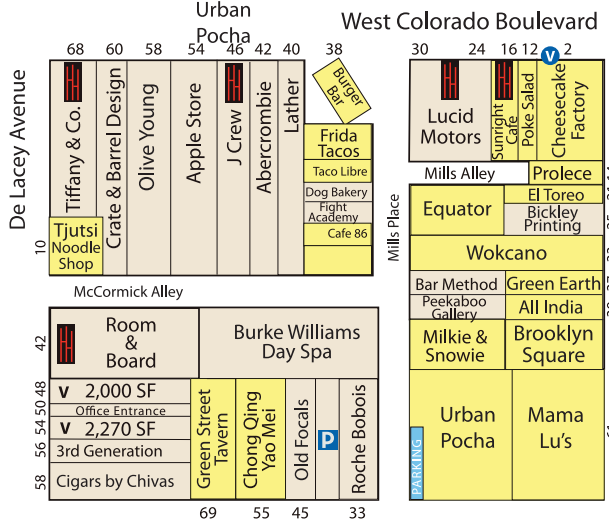 Urban
Pocha
West Colorado Boulevard
68
60
58
54
46
42
40
38
30
24
16
12
V
2
De Lacey Avenue
10
Tiffany & Co.
Crate & Barrel Design
Olive Young
Apple Store
J Crew
Abercrombie
Lather
Burger
Bar
Frida
Tacos
Taco Libre
Dog Bakery
Fight
Academy
Cafe 86
Tjutsi
Noodle
Shop
Lucid
Motors
Sunright
Cafe
Poke Salad
Cheesecake
Factory
Mills Alley
Prolece
Mills Place
Equator
El Toreo
Bickley
Printing
Wokcano
Bar Method
Green Earth
Peekaboo
Gallery
All India
Milkie &
Snowie
Brooklyn
Square
Urban
Pocha
Mama
Lu's
PARKING
McCormick Alley
42
Room
&
Board
Burke Williams
Day Spa
48
V 2,000 SF
50
Office Entrance
54
V 2,270 SF
56
3rd Generation
58
Cigars by Chivas
Green Street
Tavern
Chong Qing
Yao Mei
Old Focals
P
Roche Bobois
69
55
45
33